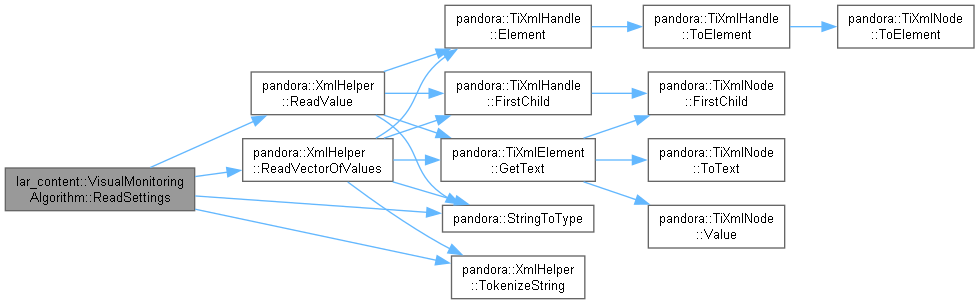 lar_content::VisualMonitoring
Algorithm::ReadSettings
pandora::XmlHelper
::ReadValue
pandora::XmlHelper
::ReadVectorOfValues
pandora::TiXmlHandle
::Element
pandora::TiXmlHandle
::FirstChild
pandora::TiXmlElement
::GetText
pandora::StringToType
pandora::XmlHelper
::TokenizeString
pandora::TiXmlHandle
::ToElement
pandora::TiXmlNode
::FirstChild
pandora::TiXmlNode
::ToText
pandora::TiXmlNode
::Value
pandora::TiXmlNode
::ToElement